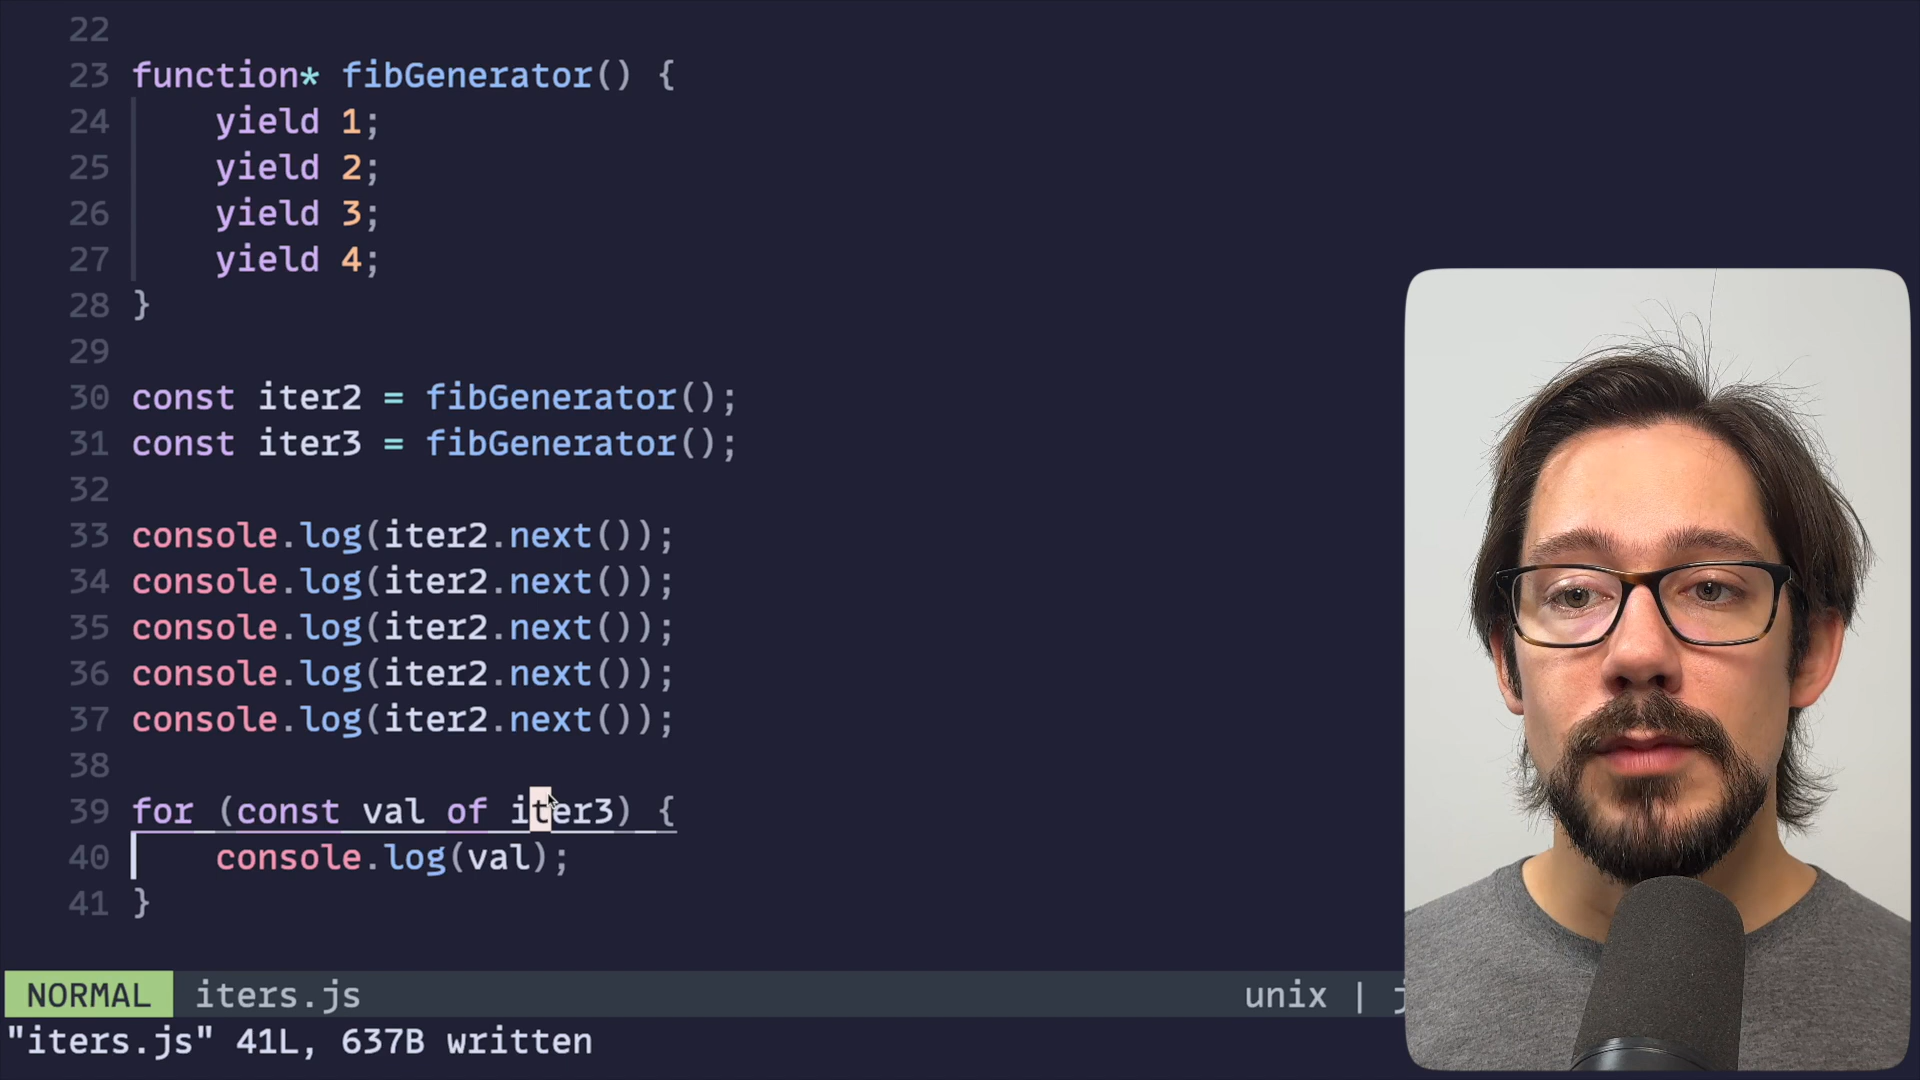 22
23 function* fibGenerator() {
24     yield 1;
25     yield 2;
26     yield 3;
27     yield 4;
28 }
29
30 const iter2 = fibGenerator();
31 const iter3 = fibGenerator();
32
33 console.log(iter2.next());
34 console.log(iter2.next());
35 console.log(iter2.next());
36 console.log(iter2.next());
37 console.log(iter2.next());
38
39 for (const val of iter3) {
40     console.log(val);
41 }
NORMAL iters.js unix |
"iters.js" 41L, 637B written